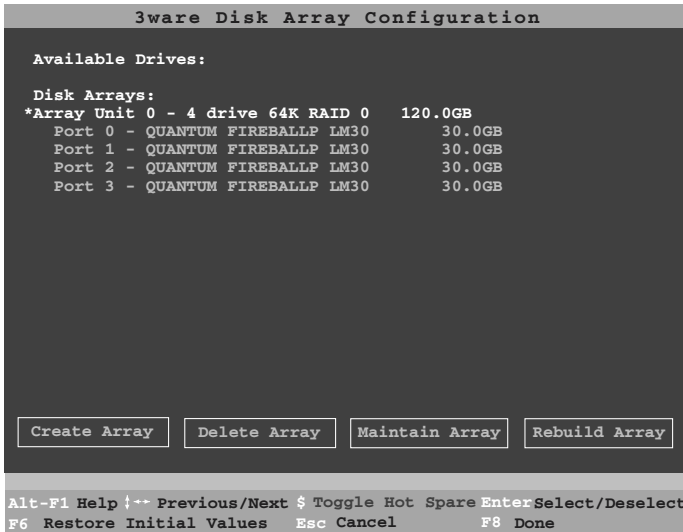 3ware Disk Array Configuration
Available Drives:
Disk Arrays:
*Array Unit 0 - 4 drive 64K RAID 0 120.0GB
Port 0 - QUANTUM FIREBALLP LM30 30.0GB
Port 1 - QUANTUM FIREBALLP LM30 30.0GB
Port 2 - QUANTUM FIREBALLP LM30 30.0GB
Port 3 - QUANTUM FIREBALLP LM30 30.0GB
Create Array Delete Array Maintain Array Rebuild Array
Alt-F1 Help ↕↔ Previous/Next $ Toggle Hot Spare Enter Select/Deselect
F6 Restore Initial Values Esc Cancel F8 Done